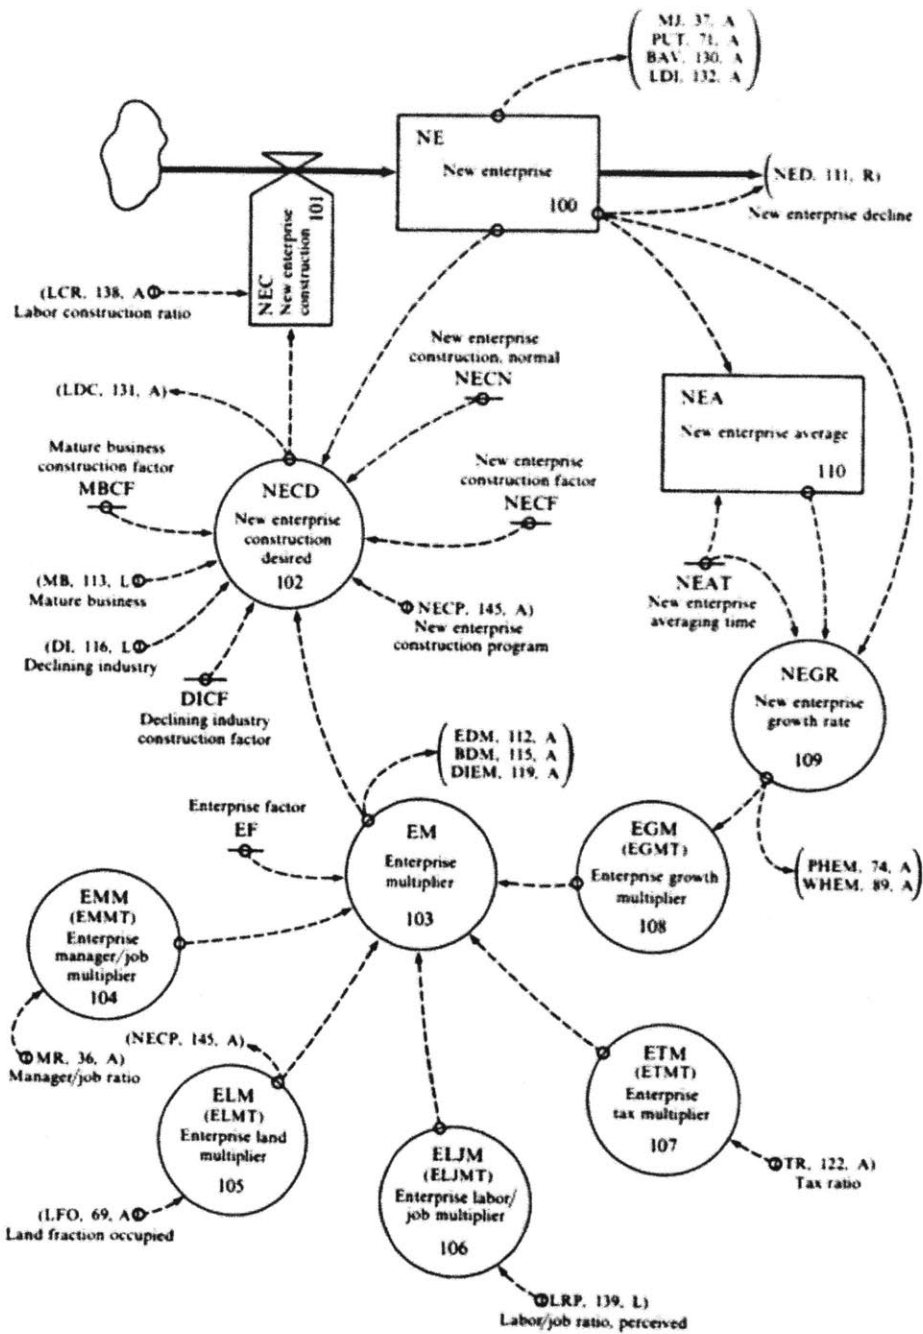 MJ, 37, A
PUT, 71, A
BAV, 130, A
LDI, 132, A
NE
New enterprise
100
(NED, 111, R)
New enterprise decline
NEC
New enterprise
construction
101
(LCR, 138, A
Labor construction ratio
(LDC, 131, A)
New enterprise
construction, normal
NECN
NEA
New enterprise average
110
Mature business
construction factor
MBCF
NECD
New enterprise
construction
desired
102
New enterprise
construction factor
NECF
(MB, 113, L
Mature business
NECP, 145, A)
New enterprise
construction program
NEAT
New enterprise
averaging time
(DI, 116, L
Declining industry
DICF
Declining industry
construction factor
NEGR
New enterprise
growth rate
109
EDM, 112, A
BDM, 115, A
DIEM, 119, A
Enterprise factor
EF
EM
Enterprise
multiplier
103
EGM
(EGMT)
Enterprise growth
multiplier
108
PHEM, 74, A
WHEM, 89, A
EMM
(EMMT)
Enterprise
manager/job
multiplier
104
MR, 36, A)
Manager/job ratio
(NECP, 145, A)
ELM
(ELMT)
Enterprise land
multiplier
105
(LFO, 69, A
Land fraction occupied
ELJM
(ELJMT)
Enterprise labor/
job multiplier
106
LRP, 139, L)
Labor/job ratio, perceived
ETM
(ETMT)
Enterprise
tax multiplier
107
TR, 122, A)
Tax ratio